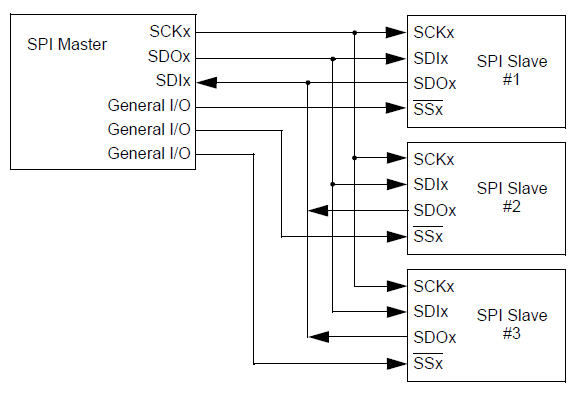 SPI Master
SCKx
SDOx
SDIx
General I/O
General I/O
General I/O
SCKx
SDIx
SDOx
SSx
SPI Slave
#1
SCKx
SDIx
SDOx
SSx
SPI Slave
#2
SCKx
SDIx
SDOx
SSx
SPI Slave
#3